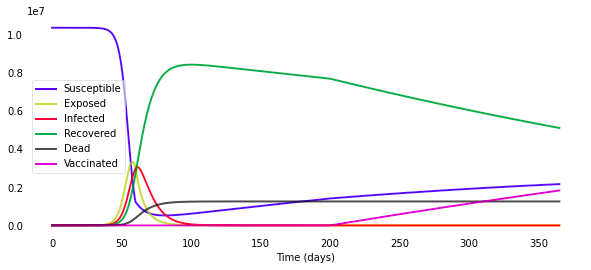 1e7
1.0
0.8
0.6
0.4
0.2
0.0
Susceptible
Exposed
Infected
Recovered
Dead
Vaccinated
0 50 100 150 200 250 300 350
Time (days)